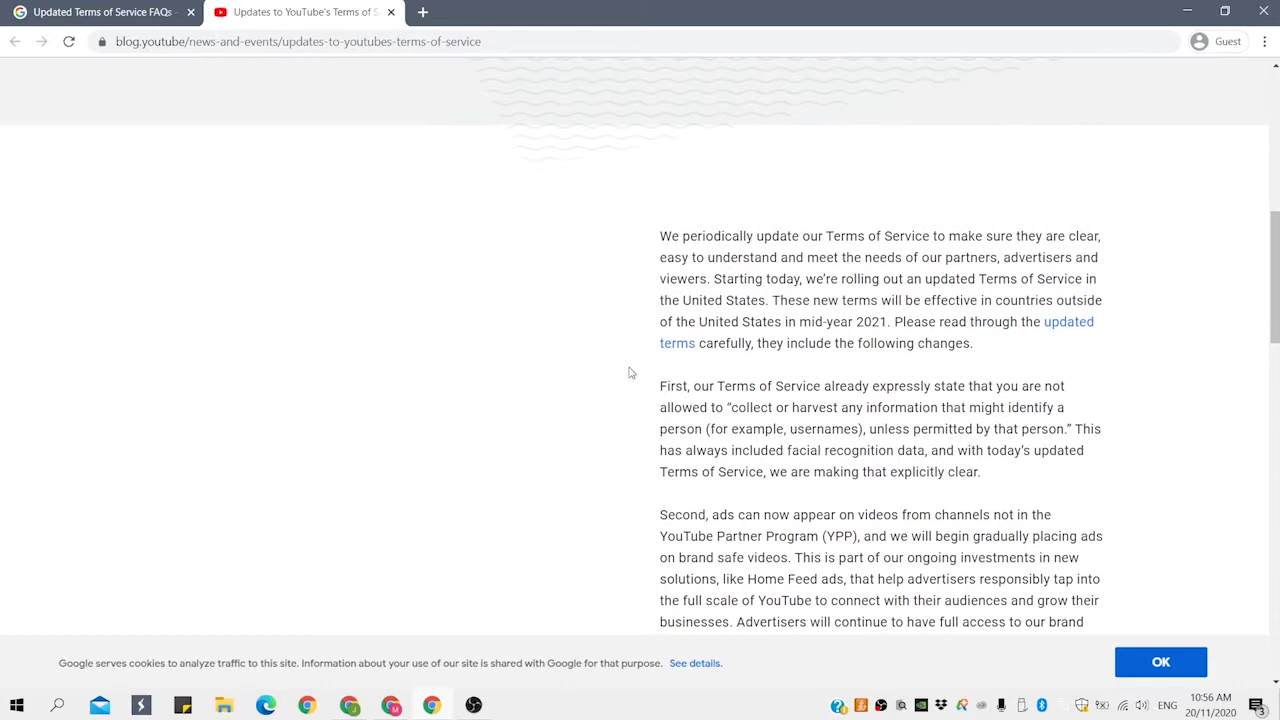 Updated Terms of Service FAQs -
Updates to YouTube's Terms of S
blog.youtube/news-and-events/updates-to-youtubes-terms-of-service
Guest
We periodically update our Terms of Service to make sure they are clear,
easy to understand and meet the needs of our partners, advertisers and
viewers. Starting today, we’re rolling out an updated Terms of Service in
the United States. These new terms will be effective in countries outside
of the United States in mid-year 2021. Please read through the updated
terms carefully, they include the following changes.
First, our Terms of Service already expressly state that you are not
allowed to “collect or harvest any information that might identify a
person (for example, usernames), unless permitted by that person.” This
has always included facial recognition data, and with today’s updated
Terms of Service, we are making that explicitly clear.
Second, ads can now appear on videos from channels not in the
YouTube Partner Program (YPP), and we will begin gradually placing ads
on brand safe videos. This is part of our ongoing investments in new
solutions, like Home Feed ads, that help advertisers responsibly tap into
the full scale of YouTube to connect with their audiences and grow their
businesses. Advertisers will continue to have full access to our brand
Google serves cookies to analyze traffic to this site. Information about your use of our site is shared with Google for that purpose. See details.
OK
10:56 AM
20/11/2020